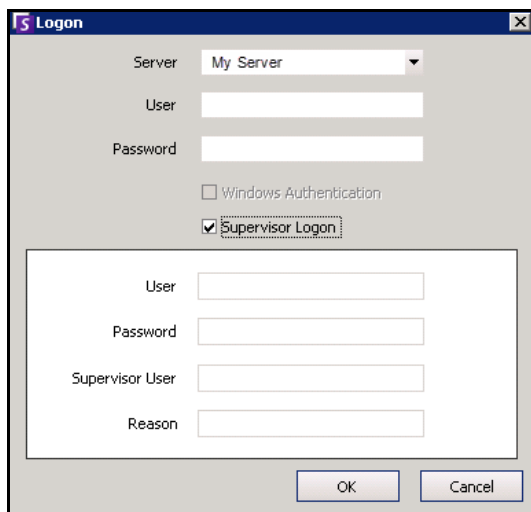 Logon
Server My Server
User
Password
Windows Authentication
Supervisor Logon
User
Password
Supervisor User
Reason
OK Cancel